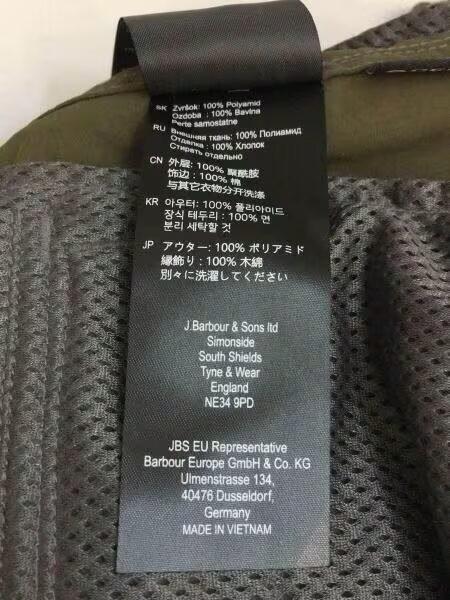 SK Zvršok: 100% Polyamid
Ozdoba : 100% Bavlna
Perte samostatne
RU Внешняя ткань: 100% Полиамид
Отделка : 100% Хлопок
Стирать отдельно
CN 外层: 100% 聚酰胺
饰边: 100% 棉
与其它衣物分开洗涤
KR 아우터: 100% 폴리아미드
장식 테두리 : 100% 면
분리 세탁할 것
JP アウター: 100% ポリアミド
縁飾り : 100% 木綿
別々に洗濯してください
J.Barbour & Sons ltd
Simonside
South Shields
Tyne & Wear
England
NE34 9PD
JBS EU Representative
Barbour Europe GmbH & Co. KG
Ulmenstrasse 134,
40476 Dusseldorf,
Germany
MADE IN VIETNAM